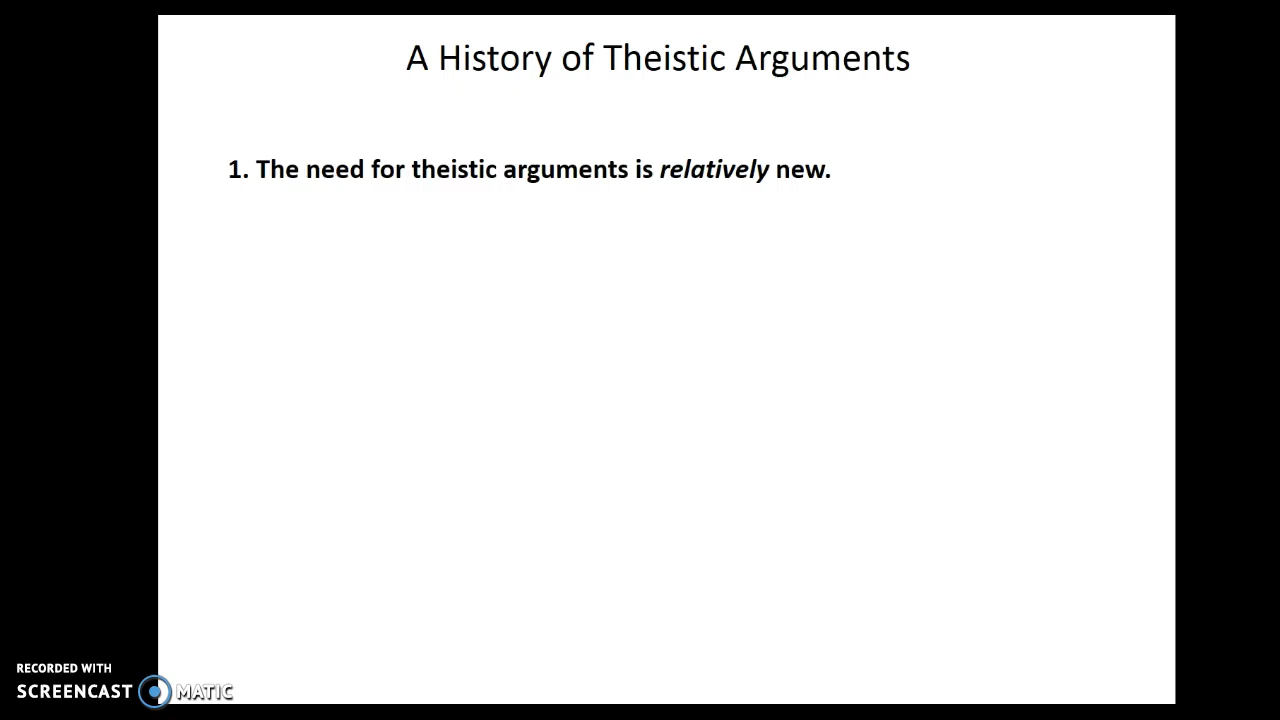 A History of Theistic Arguments
1. The need for theistic arguments is relatively new.
RECORDED WITH
SCREENCAST MATIC